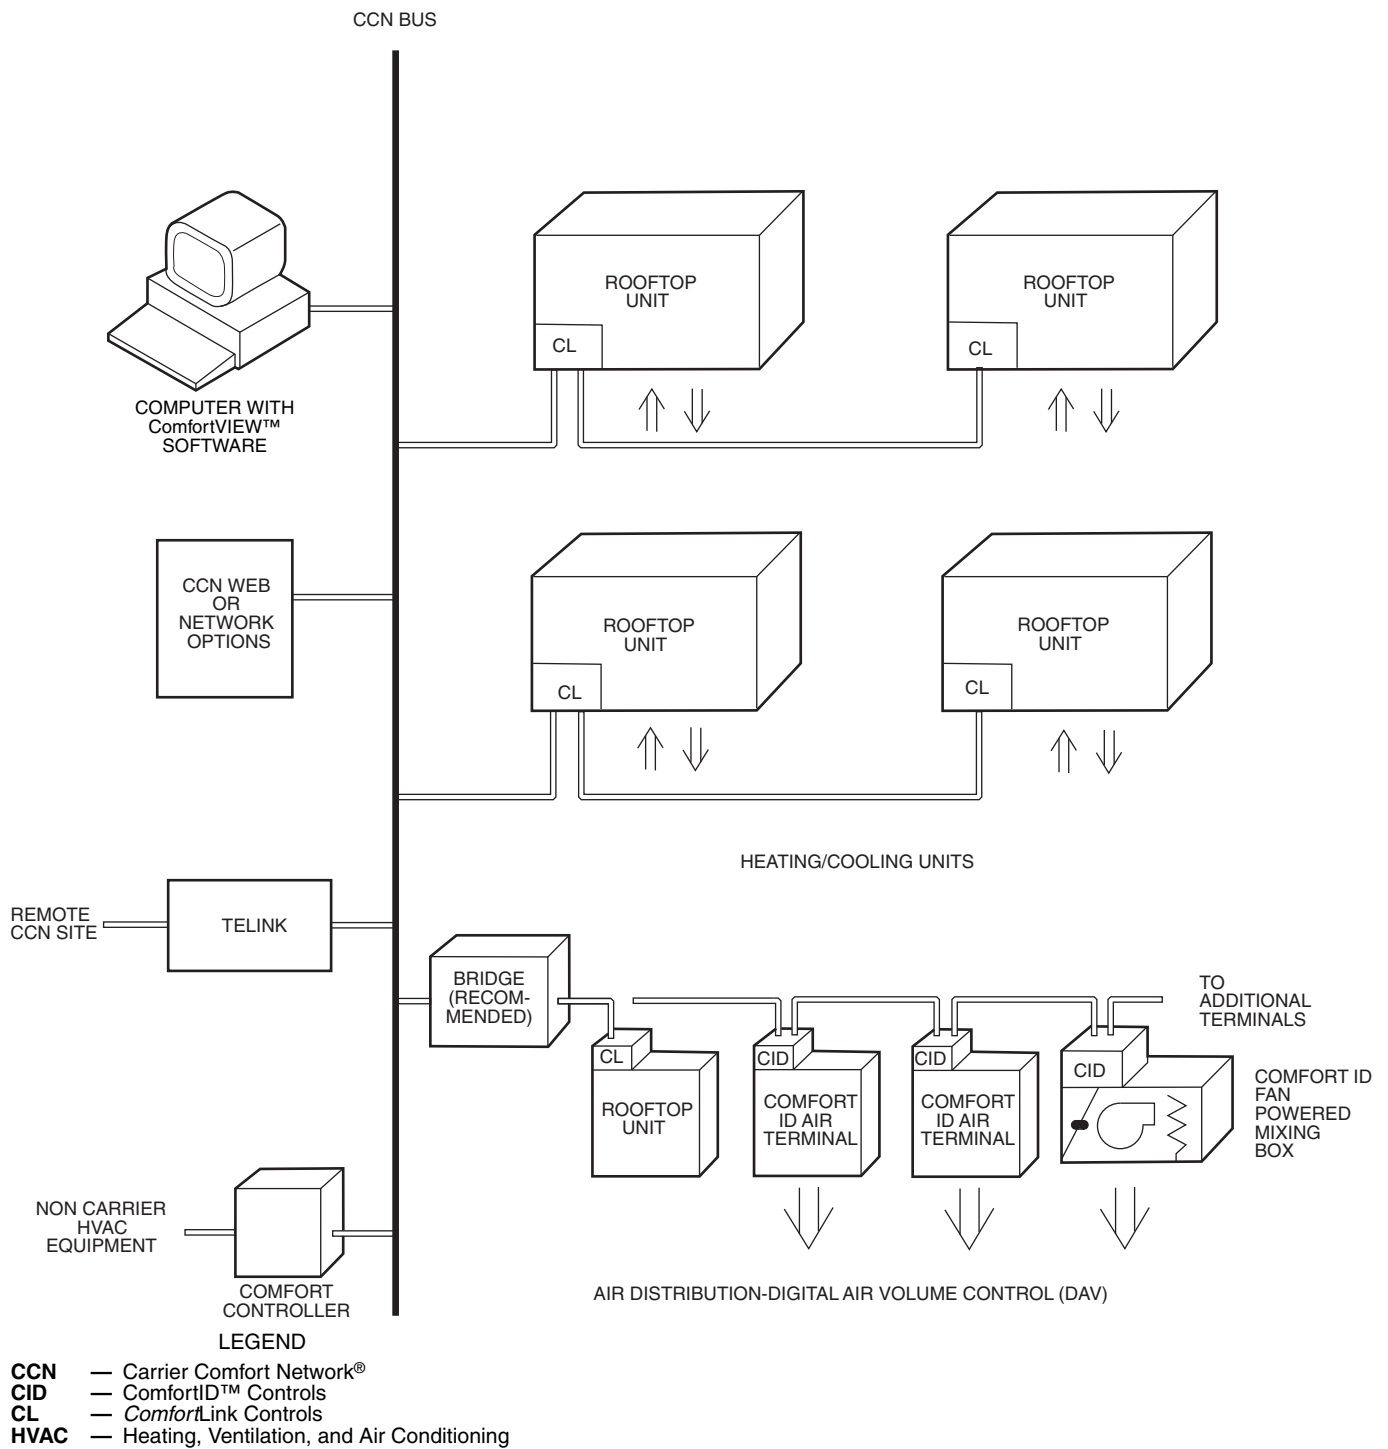 CCN BUS
ROOFTOP
UNIT
CL
ROOFTOP
UNIT
CL
COMPUTER WITH
ComfortVIEW™
SOFTWARE
CCN WEB
OR
NETWORK
OPTIONS
ROOFTOP
UNIT
CL
ROOFTOP
UNIT
CL
HEATING/COOLING UNITS
REMOTE
CCN SITE
TELINK
BRIDGE
(RECOM-
MENDED)
TO
ADDITIONAL
TERMINALS
CL
ROOFTOP
UNIT
CID
COMFORT
ID AIR
TERMINAL
CID
COMFORT
ID AIR
TERMINAL
CID
COMFORT ID
FAN
POWERED
MIXING
BOX
NON CARRIER
HVAC
EQUIPMENT
COMFORT
CONTROLLER
AIR DISTRIBUTION-DIGITAL AIR VOLUME CONTROL (DAV)
LEGEND
CCN — Carrier Comfort Network®
CID — ComfortID™ Controls
CL — ComfortLink Controls
HVAC — Heating, Ventilation, and Air Conditioning